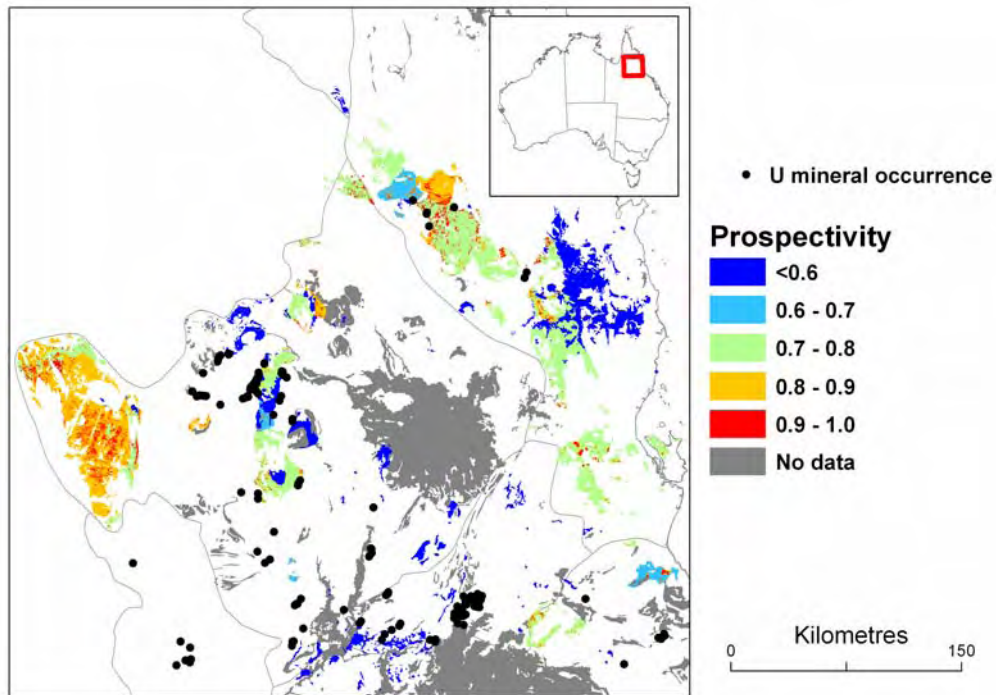 U mineral occurrence
Prospectivity
<0.6
0.6 - 0.7
0.7 - 0.8
0.8 - 0.9
0.9 - 1.0
No data
Kilometres
0 150